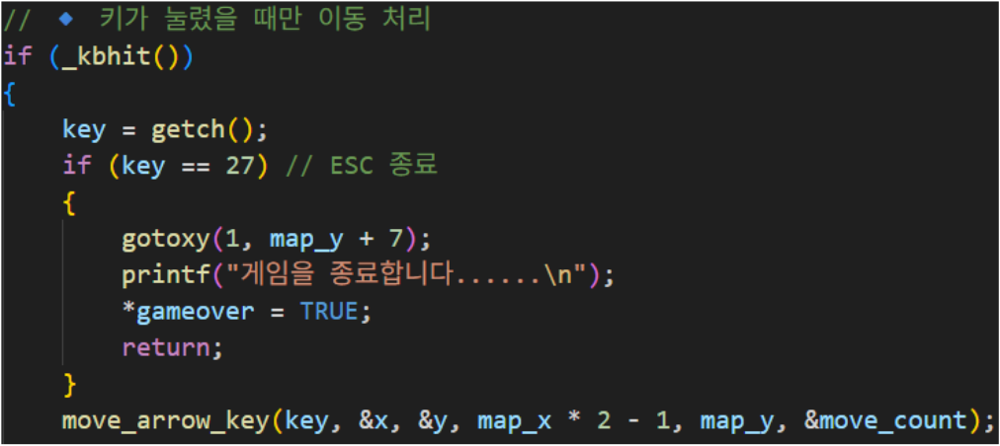 // 🔹 키가 눌렸을 때만 이동 처리
if (_kbhit())
{
    key = getch();
    if (key == 27) // ESC 종료
    {
        gotoxy(1, map_y + 7);
        printf("게임을 종료합니다......\n");
        *gameover = TRUE;
        return;
    }
    move_arrow_key(key, &x, &y, map_x * 2 - 1, map_y, &move_count);